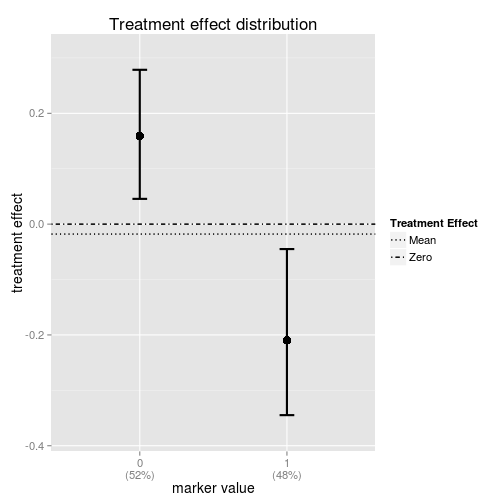 Treatment effect distribution
treatment effect
0.2
0.0
-0.2
-0.4
0
(52%)
1
(48%)
marker value
Treatment Effect
Mean
Zero